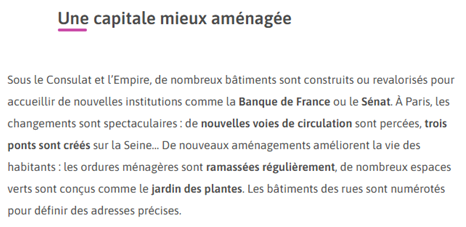 Une capitale mieux aménagée
Sous le Consulat et l’Empire, de nombreux bâtiments sont construits ou revalorisés pour
accueillir de nouvelles institutions comme la Banque de France ou le Sénat. À Paris, les
changements sont spectaculaires : de nouvelles voies de circulation sont percées, trois
ponts sont créés sur la Seine... De nouveaux aménagements améliorent la vie des
habitants : les ordures ménagères sont ramassées régulièrement, de nombreux espaces
verts sont conçus comme le jardin des plantes. Les bâtiments des rues sont numérotés
pour définir des adresses précises.